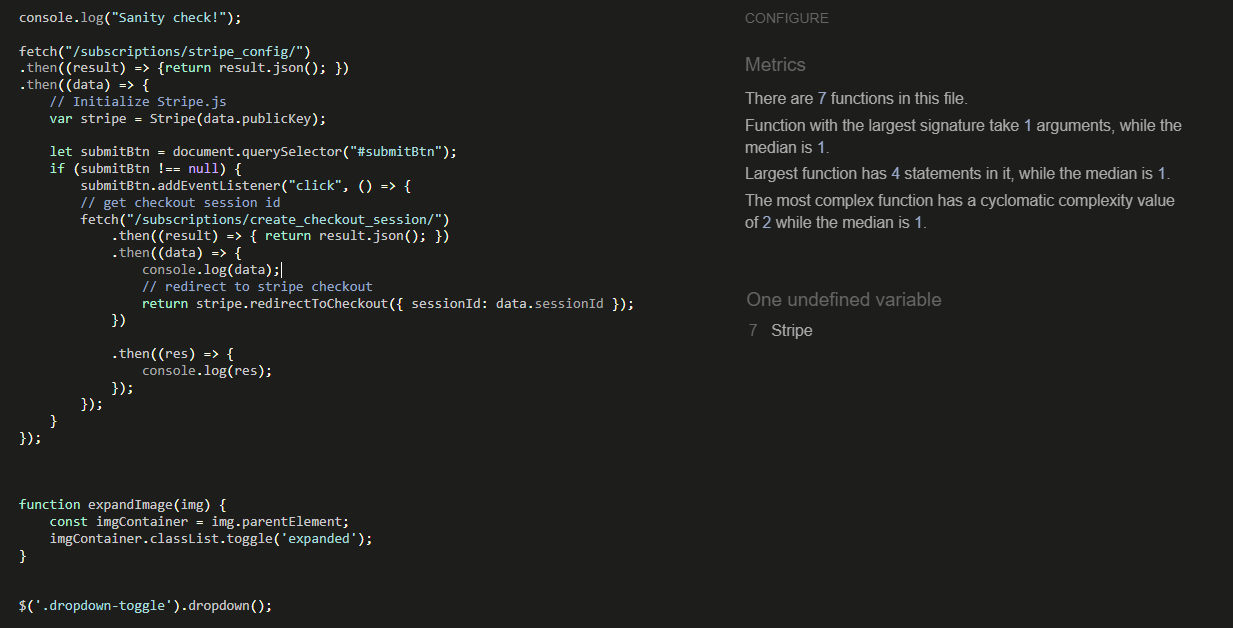 console.log("Sanity check!");
fetch("/subscriptions/stripe_config/")
.then((result) => {return result.json(); })
.then((data) => {
// Initialize Stripe.js
var stripe = Stripe(data.publicKey);
let submitBtn = document.querySelector("#submitBtn");
if (submitBtn !== null) {
submitBtn.addEventListener("click", () => {
// get checkout session id
fetch("/subscriptions/create_checkout_session/")
.then((result) => { return result.json(); })
.then((data) => {
console.log(data);
// redirect to stripe checkout
return stripe.redirectToCheckout({ sessionId: data.sessionId });
})
.then((res) => {
console.log(res);
});
});
}
});
function expandImage(img) {
const imgContainer = img.parentElement;
imgContainer.classList.toggle('expanded');
}
$('.dropdown-toggle').dropdown();
CONFIGURE
Metrics
There are 7 functions in this file.
Function with the largest signature take 1 arguments, while the
median is 1.
Largest function has 4 statements in it, while the median is 1.
The most complex function has a cyclomatic complexity value
of 2 while the median is 1.
One undefined variable
7 Stripe